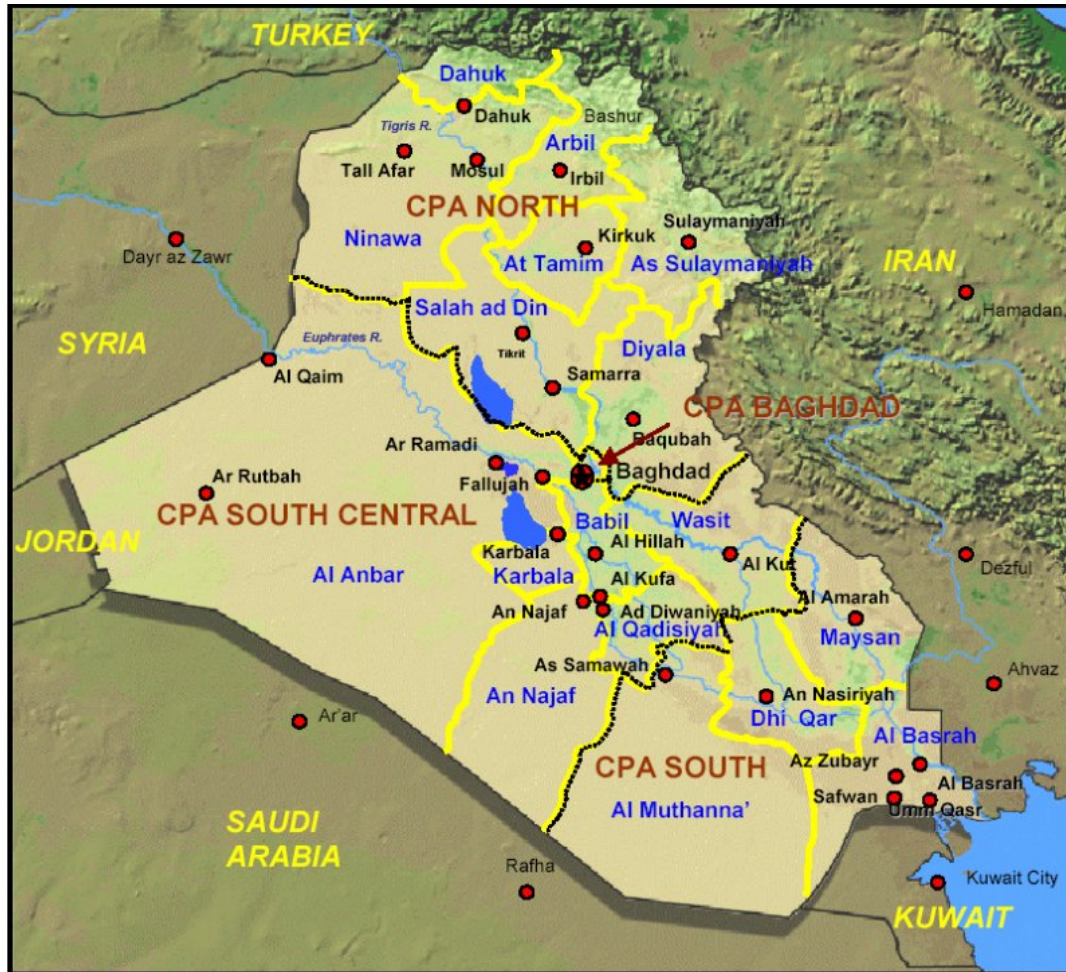 TURKEY
Dahuk
Dahuk
Bashur
Tigris R.
Arbil
Tall Afar
Mosul
Irbil
CPA NORTH
Sulaymaniyah
Ninawa
Kirkuk
Dayr az Zawr
At Tamim
As Sulaymaniyah
IRAN
Hamadan
Salah ad Din
Euphrates R.
SYRIA
Tikrit
Diyala
Al Qaim
Samarra
CPA BAGHDAD
Baqubah
Ar Ramadi
Baghdad
Ar Rutbah
Fallujah
CPA SOUTH CENTRAL
Babil
Wasit
JORDAN
Al Hillah
Karbala
Al Kut
Dezful
Al Anbar
Karbala
Al Kufa
Al Amarah
An Najaf
Ad Diwaniyah
Al Qadisiyah
Maysan
As Samawah
Ahvaz
An Najaf
An Nasiriyah
Ar'ar
Dhi Qar
Al Basrah
CPA SOUTH
Az Zubayr
Al Basrah
Safwan
Umm Qasr
Al Muthanna'
SAUDI
ARABIA
Rafha
Kuwait City
KUWAIT